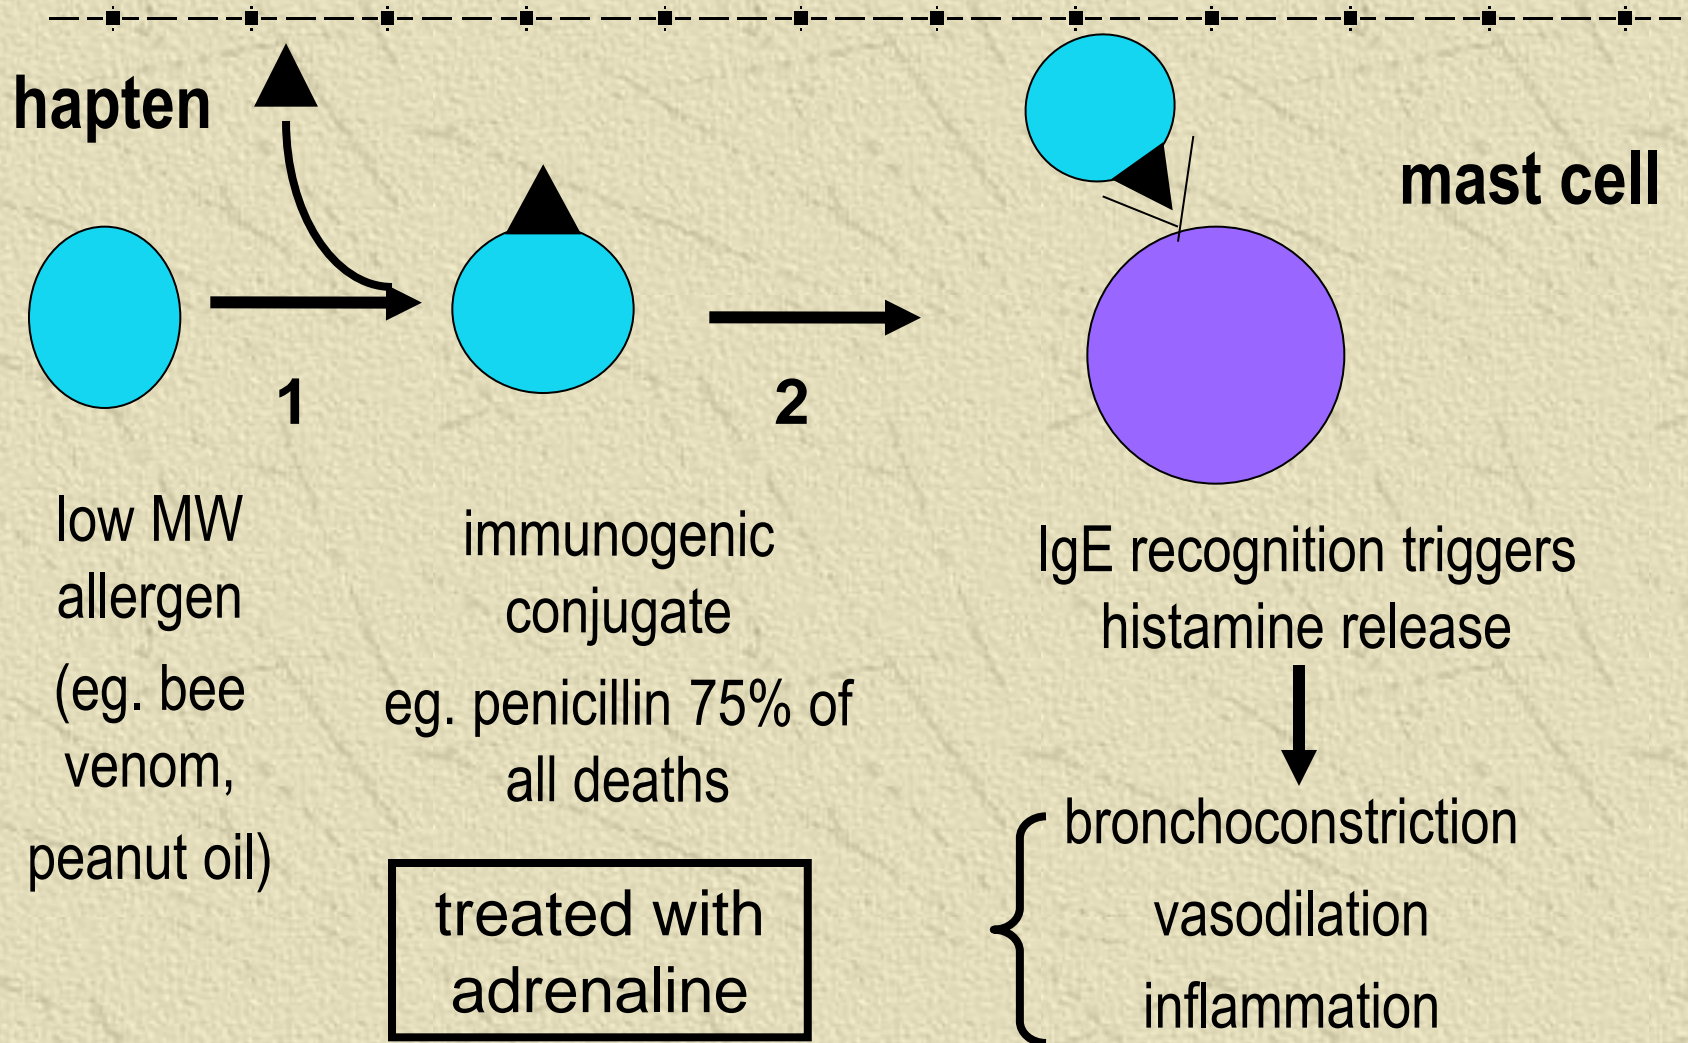 hapten
mast cell
1
2
low MW
allergen
(eg. bee
venom,
peanut oil)
immunogenic
conjugate
eg. penicillin 75% of
all deaths
treated with
adrenaline
IgE recognition triggers
histamine release
bronchoconstriction
vasodilation
inflammation